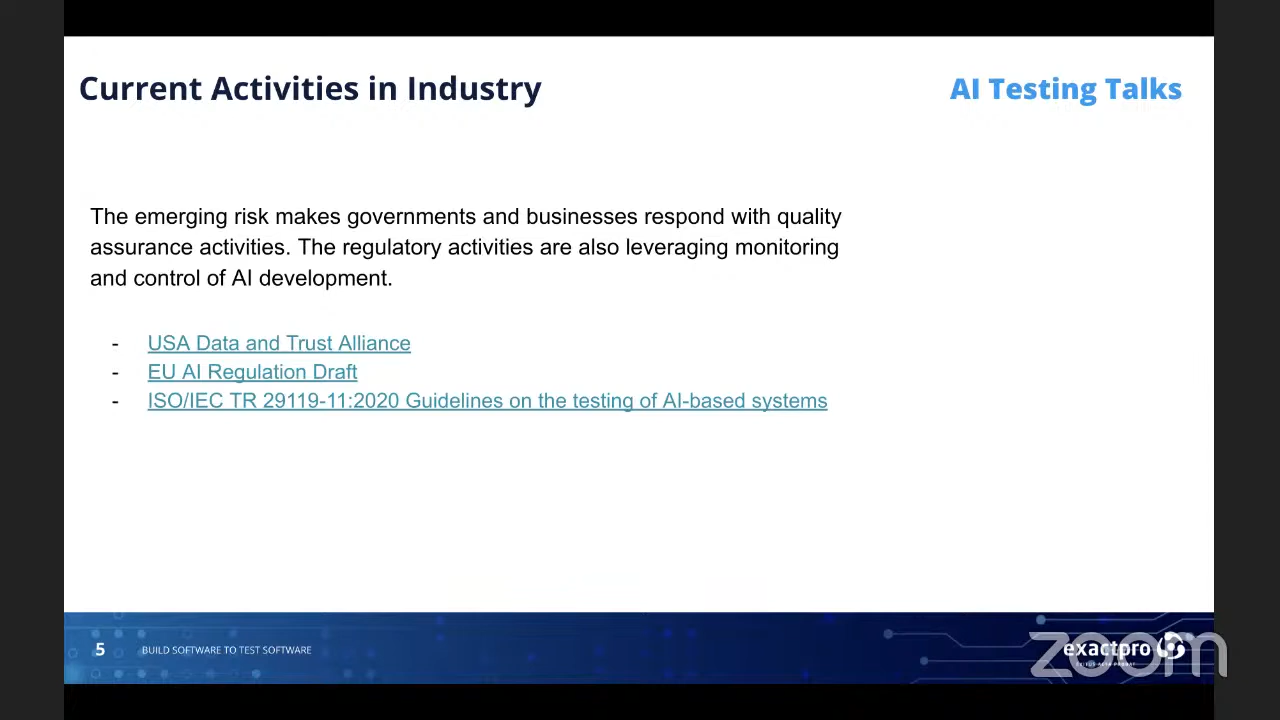 Current Activities in Industry
AI Testing Talks
The emerging risk makes governments and businesses respond with quality
assurance activities. The regulatory activities are also leveraging monitoring
and control of AI development.
- USA Data and Trust Alliance
- EU AI Regulation Draft
- ISO/IEC TR 29119-11:2020 Guidelines on the testing of AI-based systems
5
BUILD SOFTWARE TO TEST SOFTWARE
exactpro
zoom